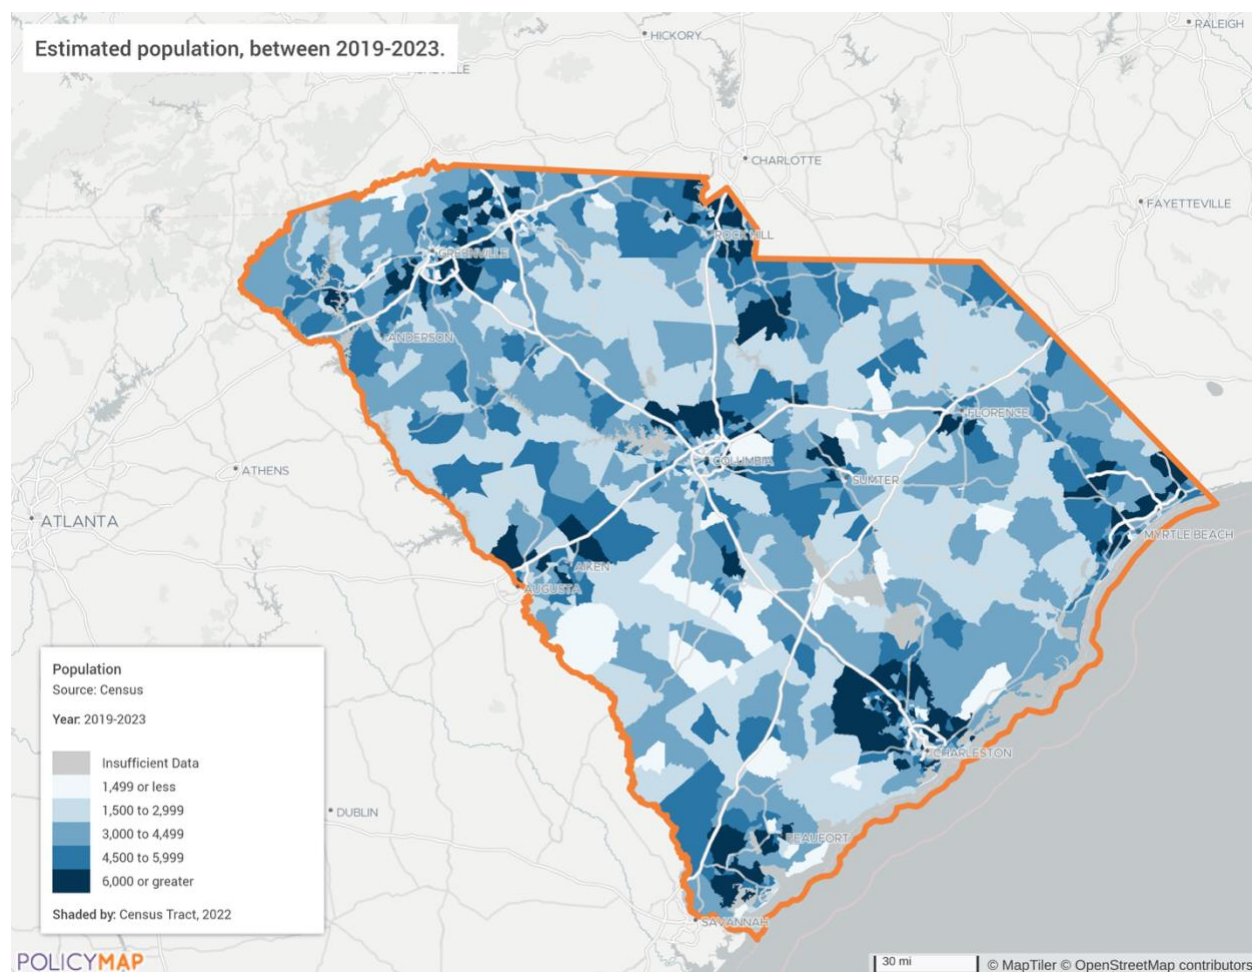 Estimated population, between 2019-2023.
RALEIGH
HICKORY
CHARLOTTE
FAYETTEVILLE
ROCK HILL
GREENVILLE
ANDERSON
FLORENCE
COLUMBIA
ATHENS
SUMTER
ATLANTA
MYRTLE BEACH
AIKEN
AUGUSTA
CHARLESTON
DUBLIN
BEAUFORT
SAVANNAH
Population
Source: Census
Year: 2019-2023
Insufficient Data
1,499 or less
1,500 to 2,999
3,000 to 4,499
4,500 to 5,999
6,000 or greater
Shaded by: Census Tract, 2022
POLICYMAP
30 mi
© MapTiler © OpenStreetMap contributors